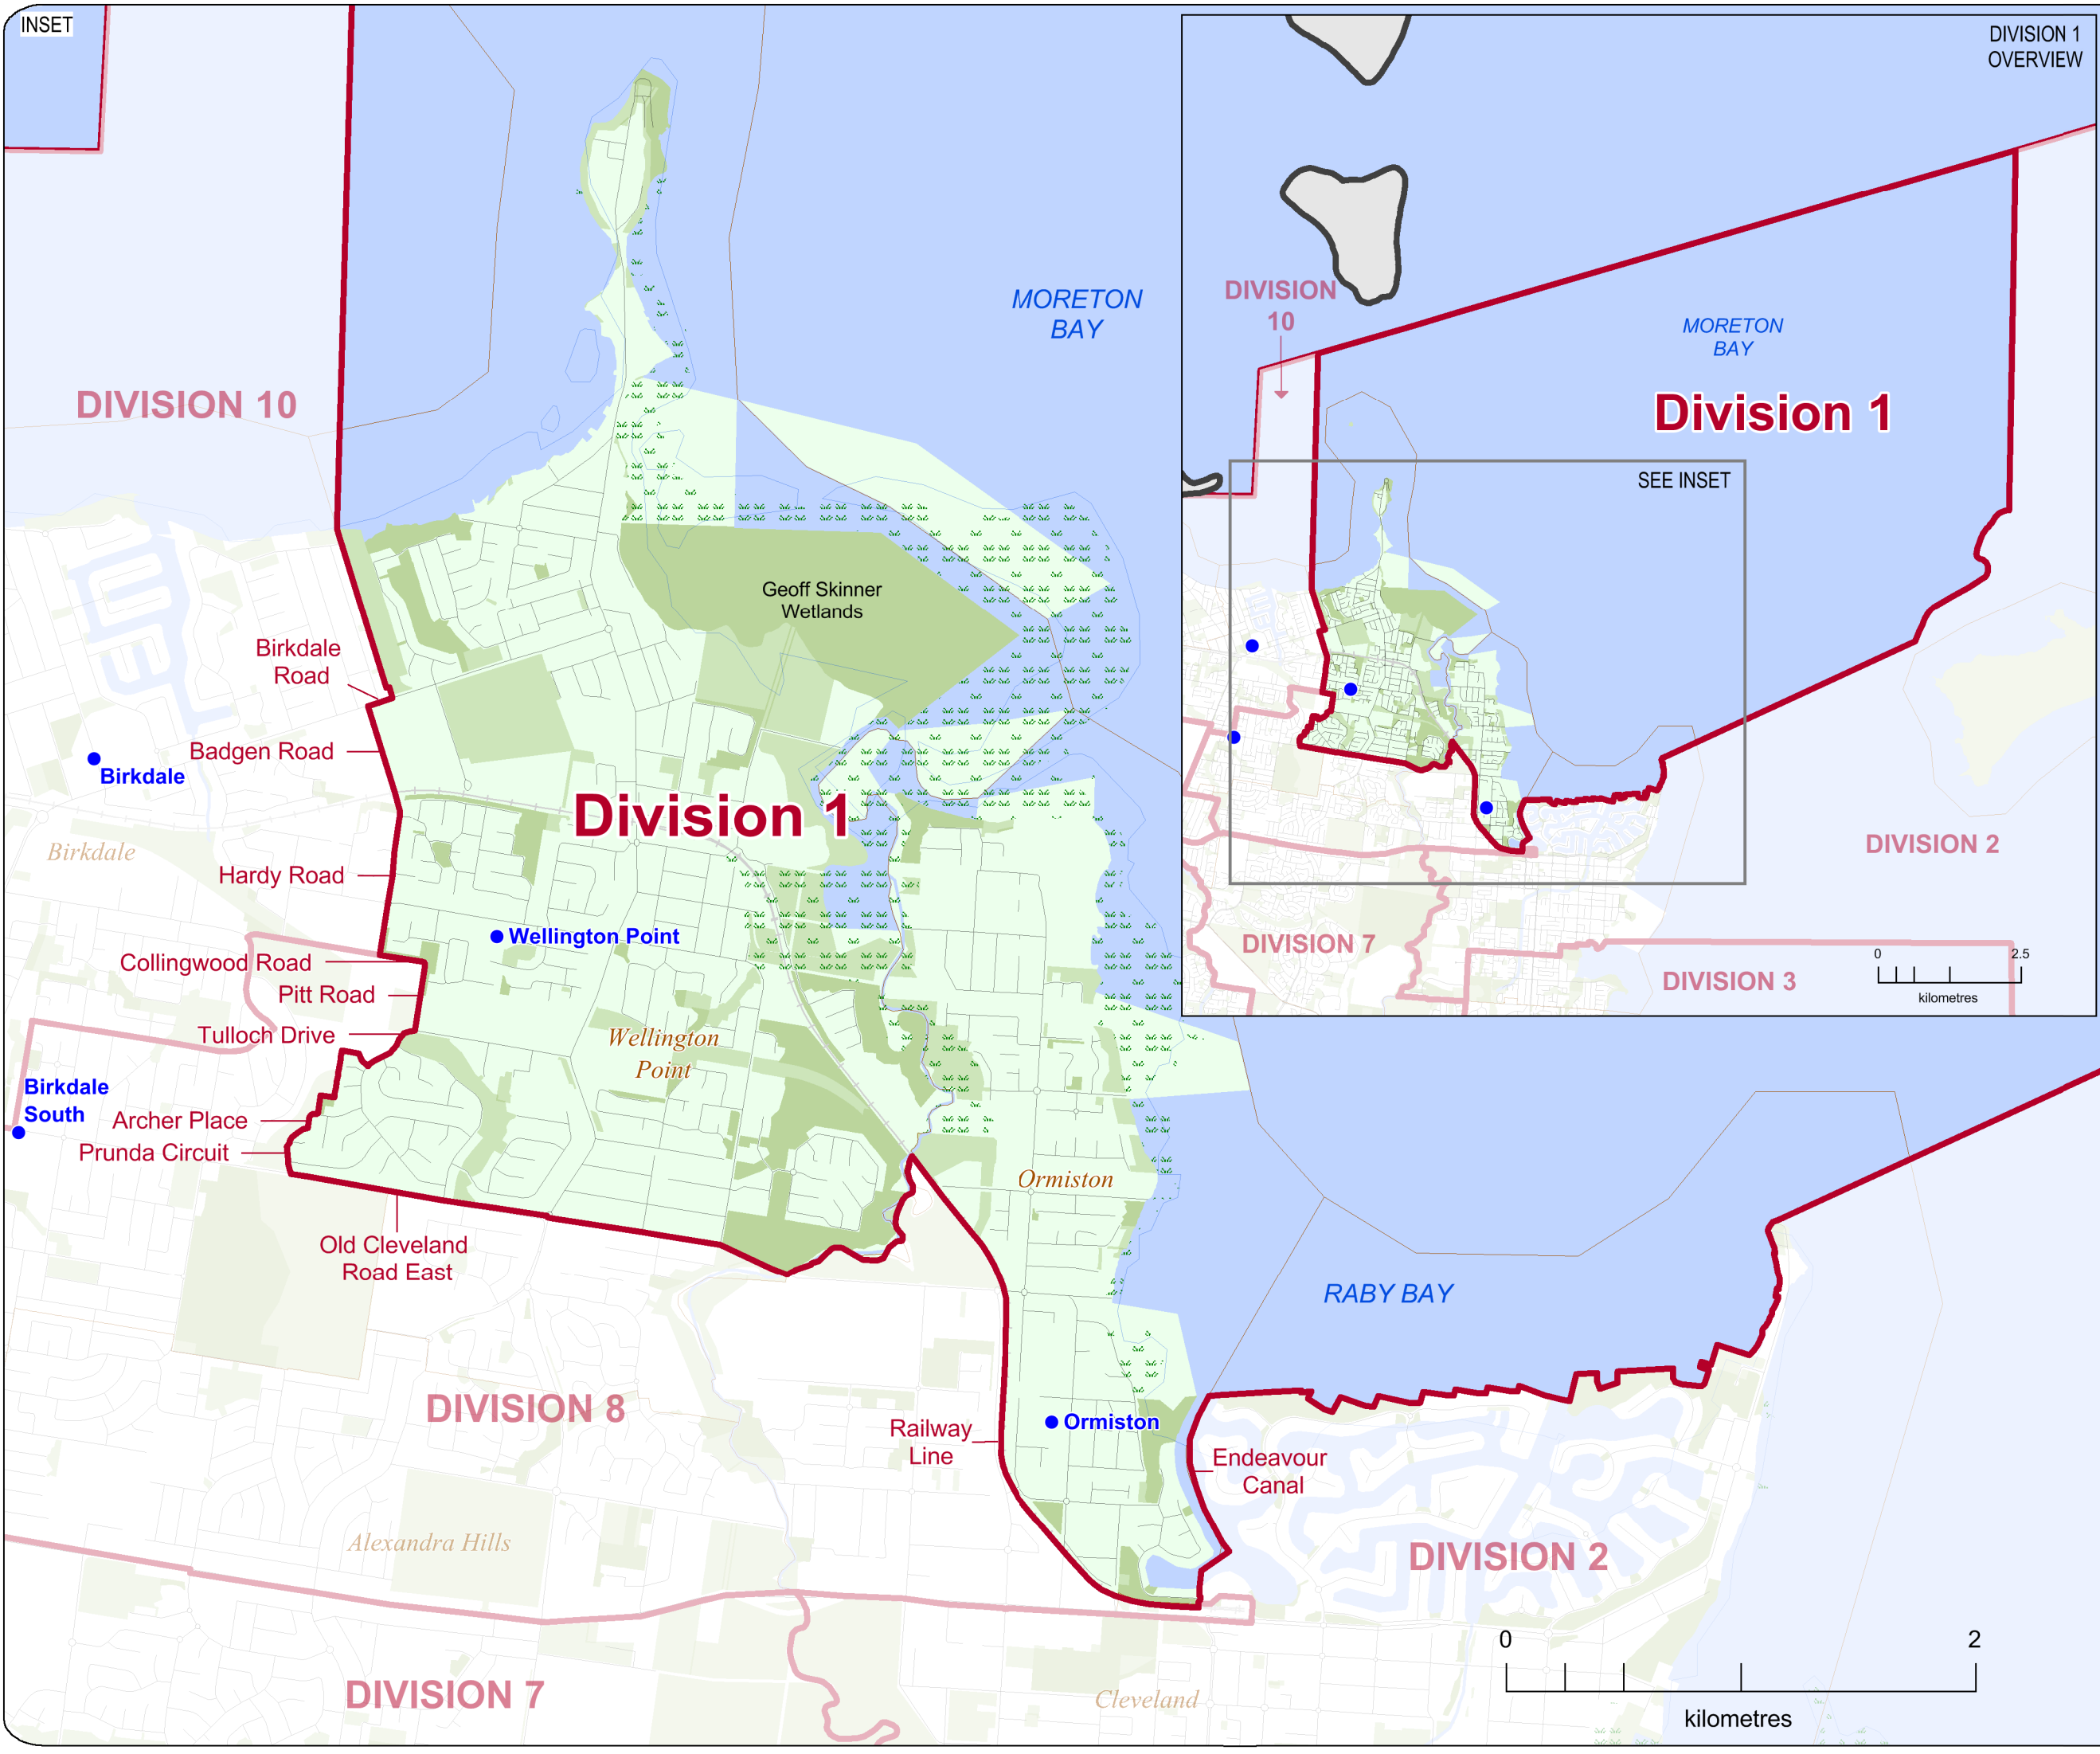 INSET
DIVISION 1
OVERVIEW
DIVISION
10
MORETON
BAY
Division 1
SEE INSET
DIVISION 2
DIVISION 7
DIVISION 3
0
2.5
kilometres
MORETON
BAY
DIVISION 10
Geoff Skinner
Wetlands
Birkdale
Road
Badgen Road
Birkdale
Division 1
Birkdale
Hardy Road
Wellington Point
Collingwood Road
Pitt Road
Tulloch Drive
Wellington
Point
Birkdale
South
Archer Place
Prunda Circuit
Ormiston
Old Cleveland
Road East
RABY BAY
DIVISION 8
Railway
Line
Ormiston
Endeavour
Canal
Alexandra Hills
DIVISION 2
0
2
kilometres
DIVISION 7
Cleveland